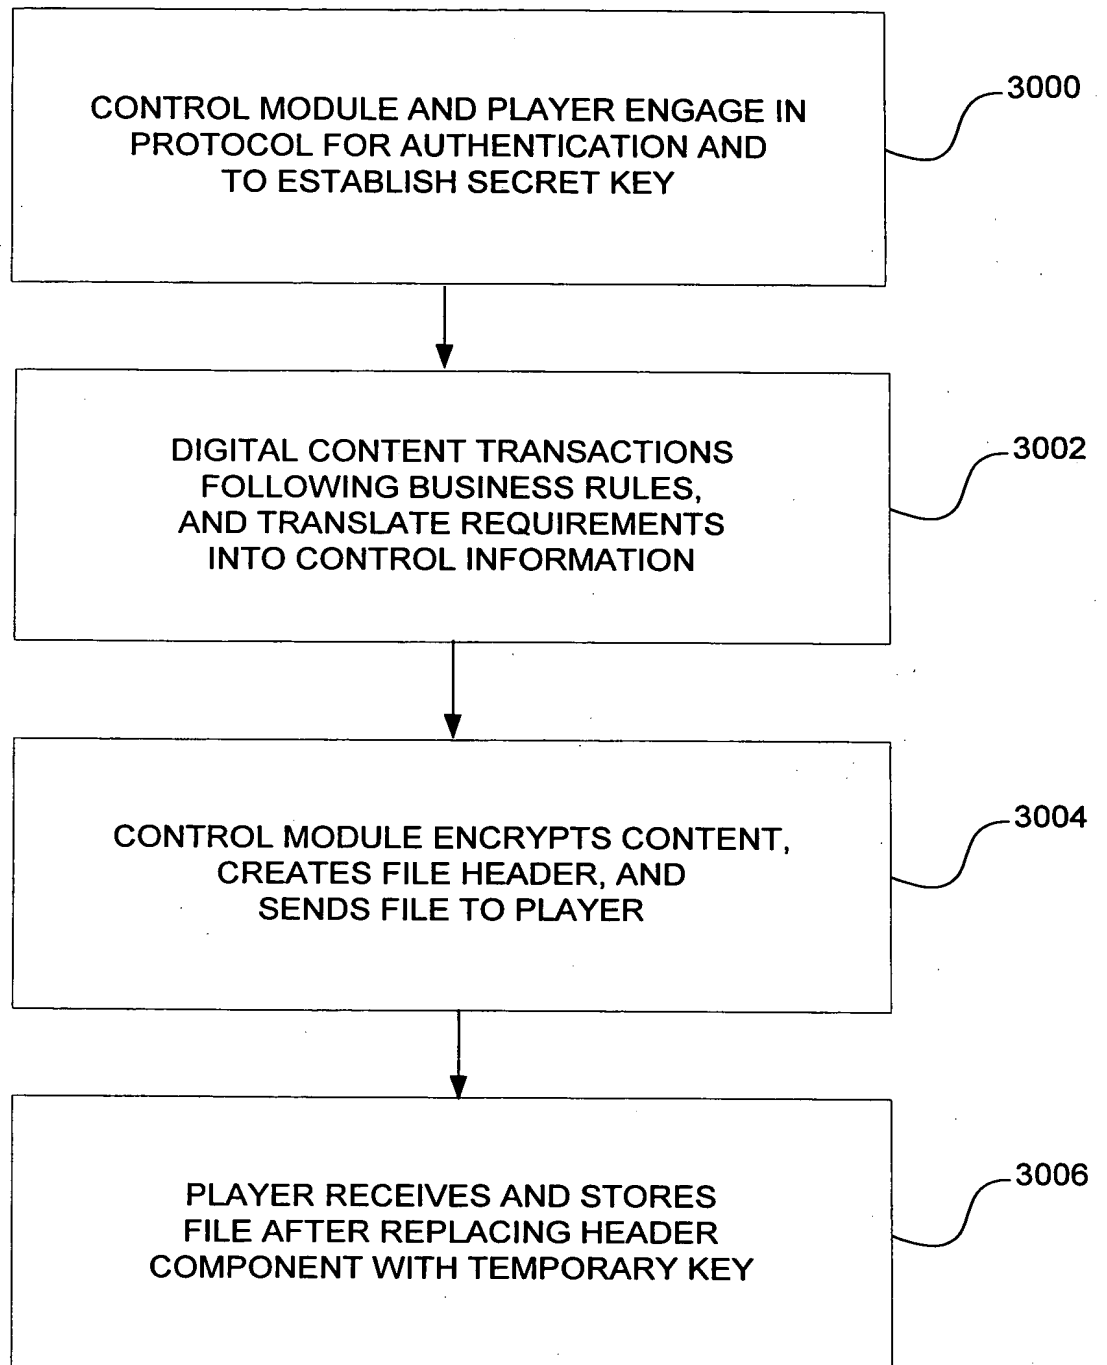 CONTROL MODULE AND PLAYER ENGAGE IN
PROTOCOL FOR AUTHENTICATION AND
TO ESTABLISH SECRET KEY
3000
DIGITAL CONTENT TRANSACTIONS
FOLLOWING BUSINESS RULES,
AND TRANSLATE REQUIREMENTS
INTO CONTROL INFORMATION
3002
CONTROL MODULE ENCRYPTS CONTENT,
CREATES FILE HEADER, AND
SENDS FILE TO PLAYER
3004
PLAYER RECEIVES AND STORES
FILE AFTER REPLACING HEADER
COMPONENT WITH TEMPORARY KEY
3006